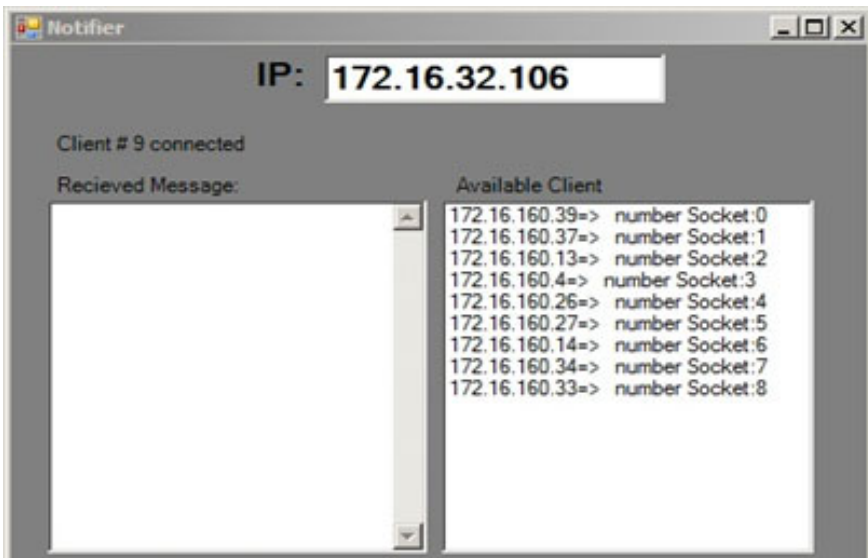 Notifier
IP: 172.16.32.106
Client # 9 connected
Recieved Message:
Available Client
172.16.160.39=> number Socket:0
172.16.160.37=> number Socket:1
172.16.160.13=> number Socket:2
172.16.160.4=> number Socket:3
172.16.160.26=> number Socket:4
172.16.160.27=> number Socket:5
172.16.160.14=> number Socket:6
172.16.160.34=> number Socket:7
172.16.160.33=> number Socket:8